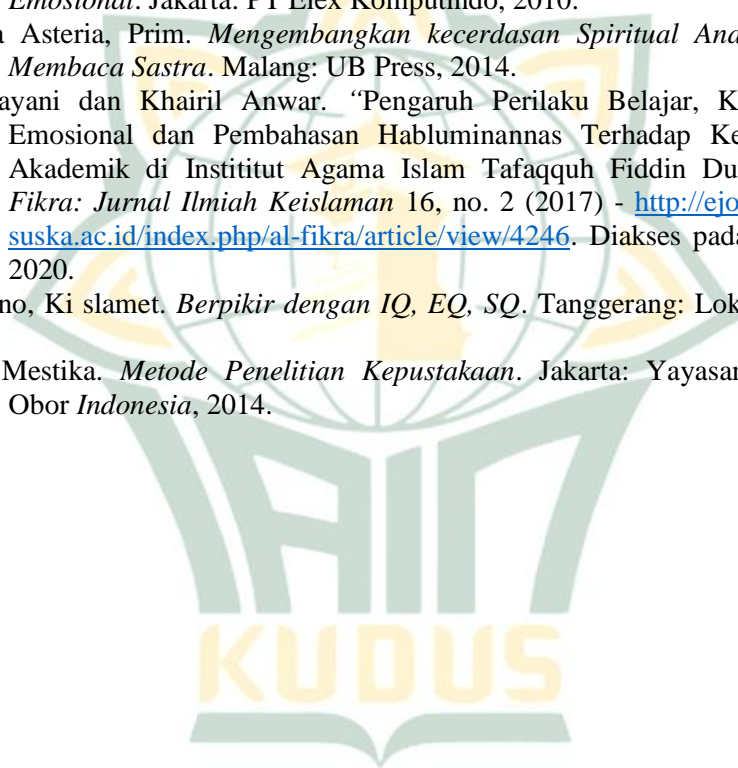 Emosional. Jakarta: PT Elex Komputindo, 2010.
a Asteria, Prim. Mengembangkan kecerdasan Spiritual Ana
Membaca Sastra. Malang: UB Press, 2014.
ayani dan Khairil Anwar. “Pengaruh Perilaku Belajar, K
Emosional dan Pembahasan Habluminannas Terhadap Ke
Akademik di Instititut Agama Islam Tafaqquh Fiddin Du
Fikra: Jurnal Ilmiah Keislaman 16, no. 2 (2017) - http://ejo
suska.ac.id/index.php/al-fikra/article/view/4246. Diakses pada
2020.
no, Ki slamet. Berpikir dengan IQ, EQ, SQ. Tanggerang: Lok
Mestika. Metode Penelitian Kepustakaan. Jakarta: Yayasan
Obor Indonesia, 2014.
IAIN
KUDUS